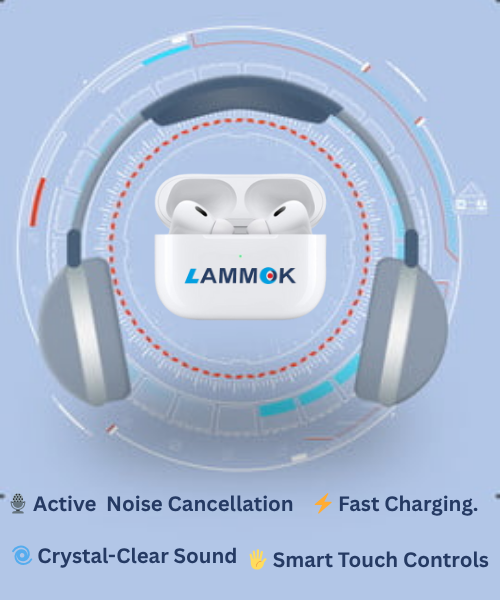 LAMMOK
Active Noise Cancellation
Fast Charging.
Crystal-Clear Sound
Smart Touch Controls